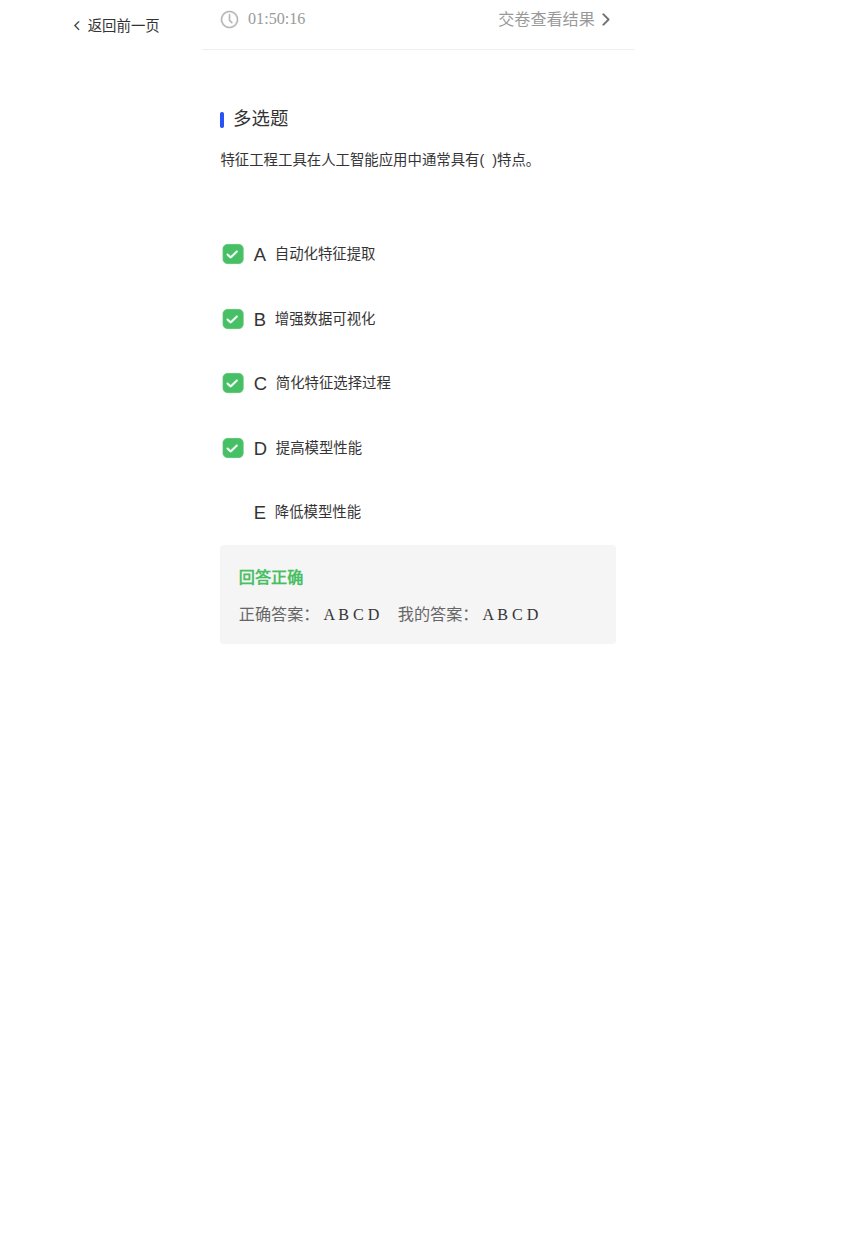 返回前一页
01:50:16 交卷查看结果
多选题
特征工程工具在人工智能应用中通常具有( )特点。
A 自动化特征提取
B 增强数据可视化
C 简化特征选择过程
D 提高模型性能
E 降低模型性能
回答正确
正确答案： A B C D 我的答案： A B C D